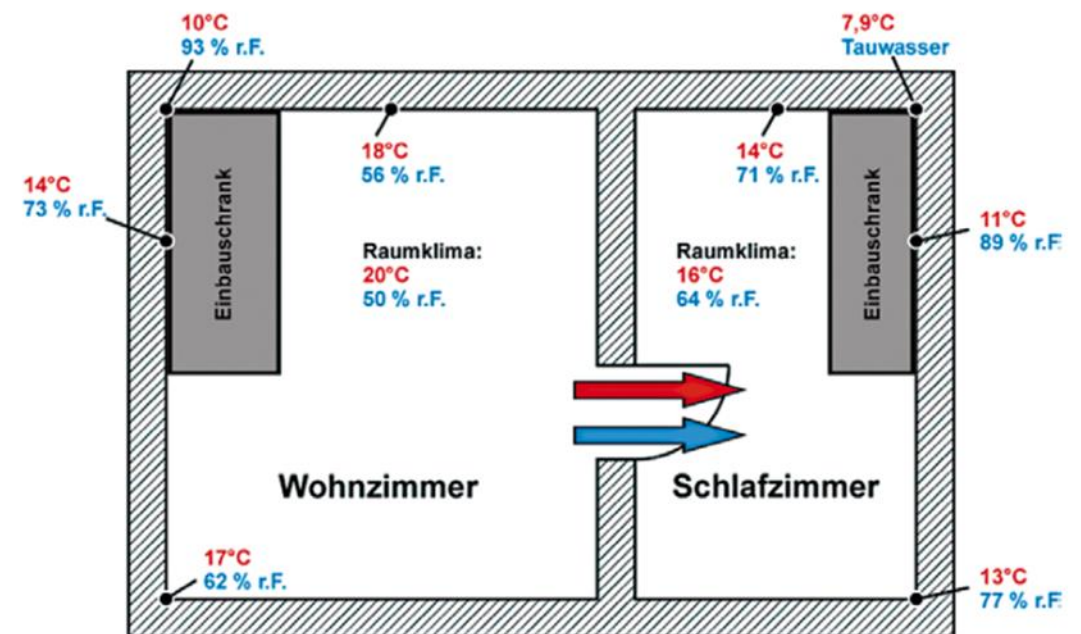 10°C
93 % r.F.
7,9°C
Tauwasser
18°C
56 % r.F.
14°C
71 % r.F.
14°C
73 % r.F.
Einbauschrank
Raumklima:
20°C
50 % r.F.
Raumklima:
16°C
64 % r.F.
Einbauschrank
11°C
89 % r.F
Wohnzimmer
Schlafzimmer
17°C
62 % r.F.
13°C
77 % r.F